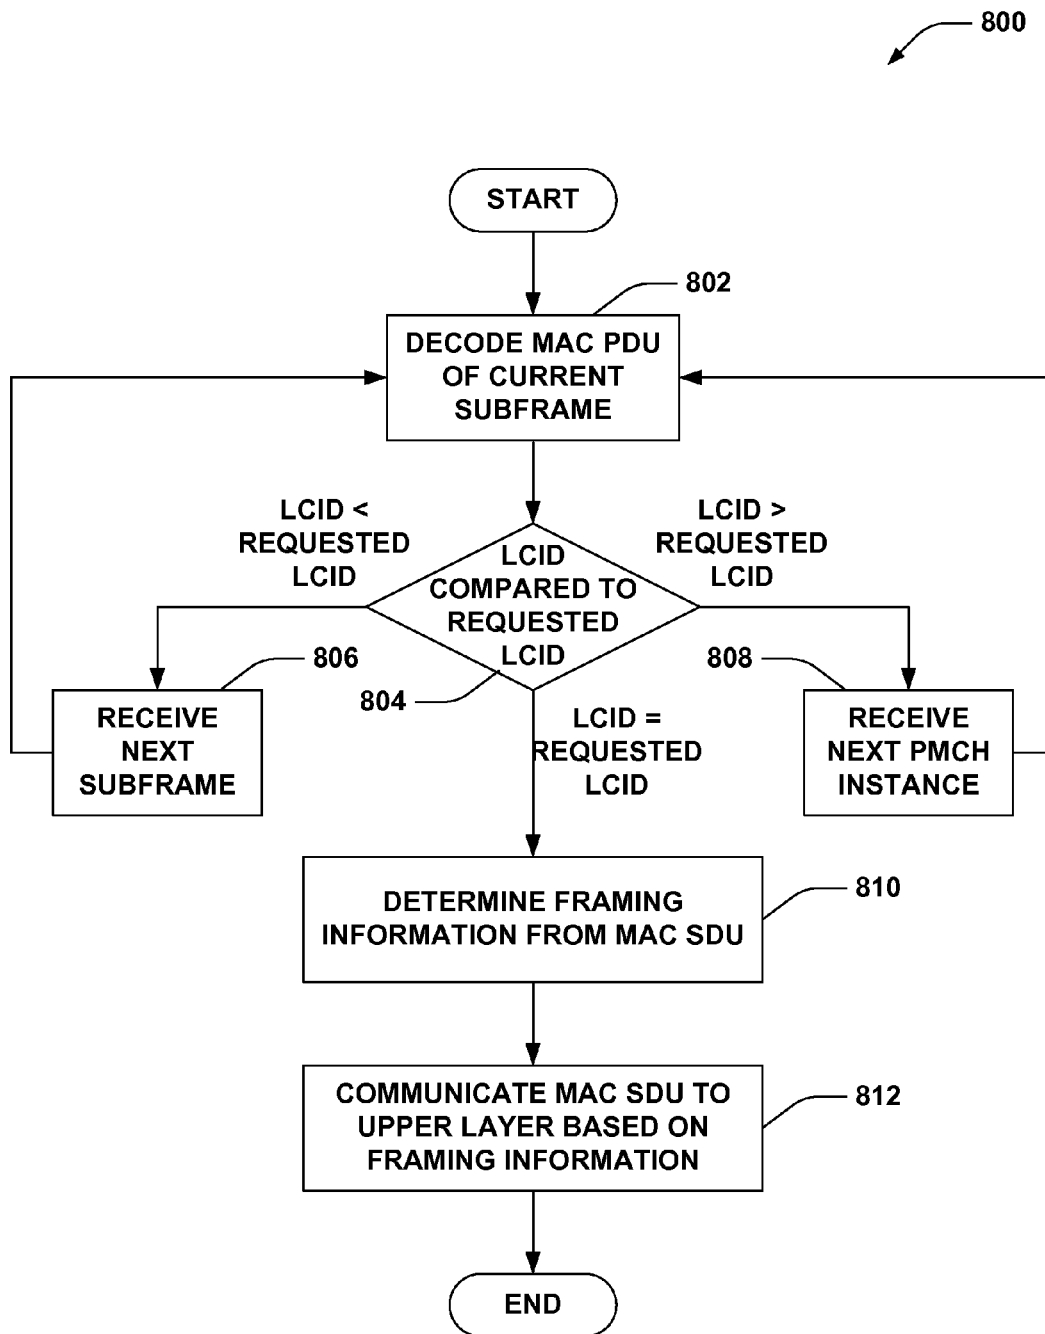 800
START
802
DECODE MAC PDU
OF CURRENT
SUBFRAME
LCID <
REQUESTED
LCID
LCID >
REQUESTED
LCID
LCID
COMPARED TO
REQUESTED
LCID
806
804
808
RECEIVE
NEXT
SUBFRAME
LCID =
REQUESTED
LCID
RECEIVE
NEXT PMCH
INSTANCE
810
DETERMINE FRAMING
INFORMATION FROM MAC SDU
812
COMMUNICATE MAC SDU TO
UPPER LAYER BASED ON
FRAMING INFORMATION
END